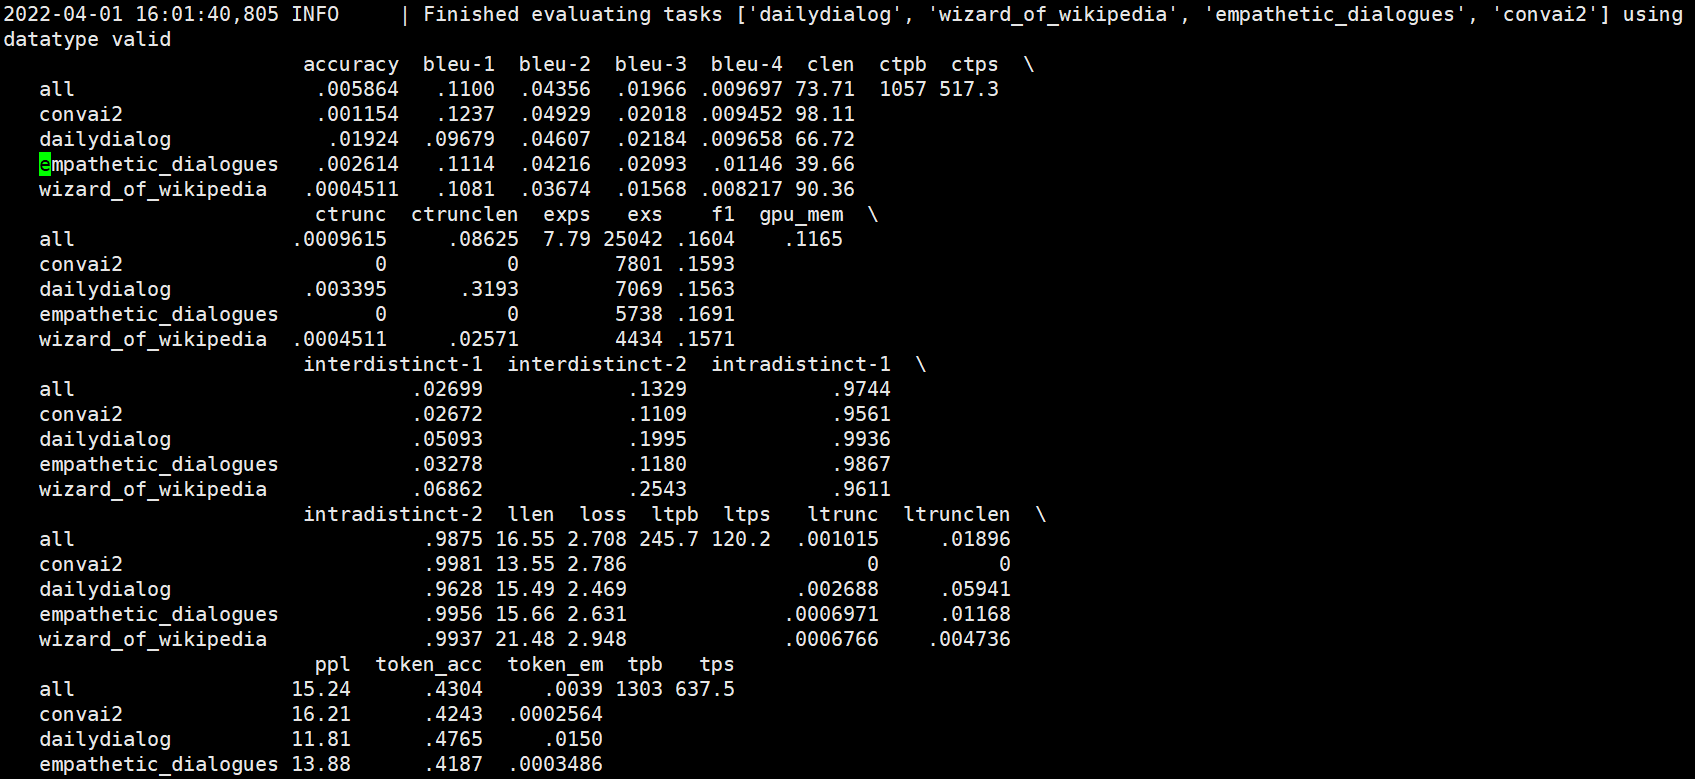 2022-04-01 16:01:40,805 INFO     | Finished evaluating tasks ['dailydialog', 'wizard_of_wikipedia', 'empathetic_dialogues', 'convai2'] using
datatype valid
                         accuracy  bleu-1  bleu-2  bleu-3  bleu-4  clen  ctpb  ctps  \
   all                    .005864   .1100  .04356  .01966 .009697 73.71  1057 517.3
   convai2                .001154   .1237  .04929  .02018 .009452 98.11
   dailydialog             .01924  .09679  .04607  .02184 .009658 66.72
   empathetic_dialogues   .002614   .1114  .04216  .02093  .01146 39.66
   wizard_of_wikipedia   .0004511   .1081  .03674  .01568 .008217 90.36
                          ctrunc  ctrunclen  exps   exs    f1  gpu_mem  \
   all                  .0009615     .08625  7.79 25042 .1604    .1165
   convai2                     0          0        7801 .1593
   dailydialog           .003395      .3193        7069 .1563
   empathetic_dialogues        0          0        5738 .1691
   wizard_of_wikipedia  .0004511     .02571        4434 .1571
                         interdistinct-1  interdistinct-2  intradistinct-1  \
   all                            .02699            .1329            .9744
   convai2                        .02672            .1109            .9561
   dailydialog                    .05093            .1995            .9936
   empathetic_dialogues           .03278            .1180            .9867
   wizard_of_wikipedia            .06862            .2543            .9611
                         intradistinct-2  llen  loss  ltpb  ltps   ltrunc  ltrunclen  \
   all                             .9875 16.55 2.708 245.7 120.2  .001015     .01896
   convai2                         .9981 13.55 2.786                    0          0
   dailydialog                     .9628 15.49 2.469              .002688     .05941
   empathetic_dialogues            .9956 15.66 2.631             .0006971     .01168
   wizard_of_wikipedia             .9937 21.48 2.948             .0006766    .004736
                          ppl  token_acc  token_em  tpb   tps
   all                  15.24      .4304     .0039 1303 637.5
   convai2              16.21      .4243  .0002564
   dailydialog          11.81      .4765     .0150
   empathetic_dialogues 13.88      .4187  .0003486